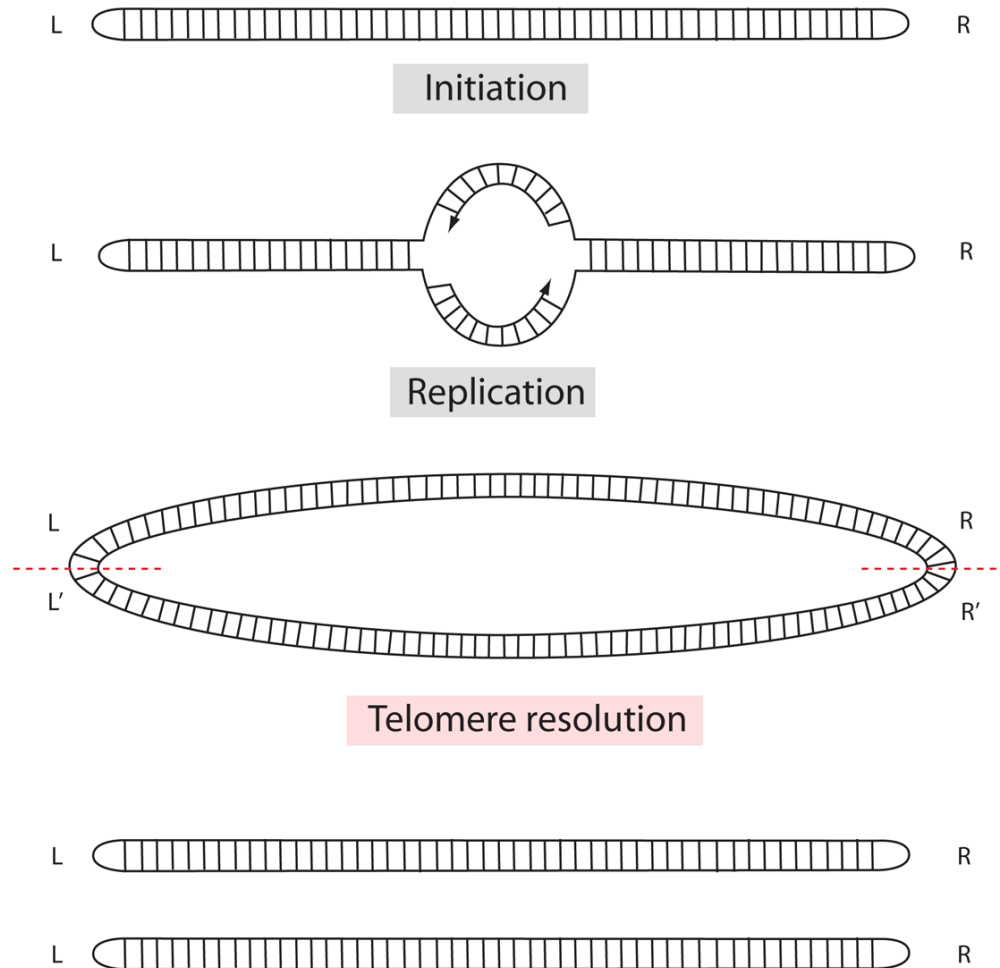 L R
Initiation
L R
Replication
L R
L′ R′
Telomere resolution
L R
L R